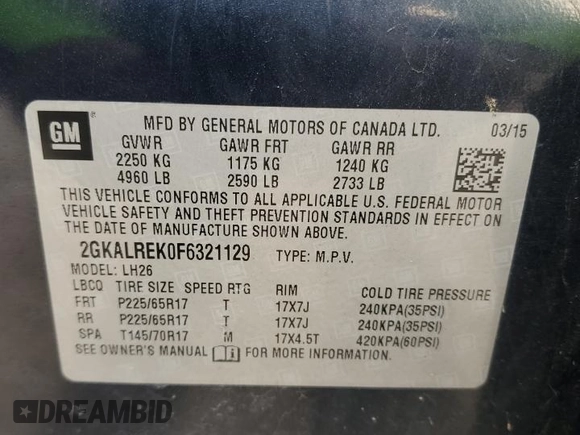 GM
MFD BY GENERAL MOTORS OF CANADA LTD. 03/15
GVWR GAWR FRT GAWR RR
2250 KG 1175 KG 1240 KG
4960 LB 2590 LB 2733 LB
THIS VEHICLE CONFORMS TO ALL APPLICABLE U.S. FEDERAL MOTOR
VEHICLE SAFETY AND THEFT PREVENTION STANDARDS IN EFFECT ON
THE DATE OF MANUFACTURE SHOWN ABOVE.
2GKALREK0F6321129 TYPE: M.P.V.
MODEL: LH26
LBCO TIRE SIZE SPEED RTG RIM COLD TIRE PRESSURE
FRT P225/65R17 T 17X7J 240KPA(35PSI)
RR P225/65R17 T 17X7J 240KPA(35PSI)
SPA T145/70R17 M 17X4.5T 420KPA(60PSI)
SEE OWNER'S MANUAL FOR MORE INFORMATION.
DREAMBID